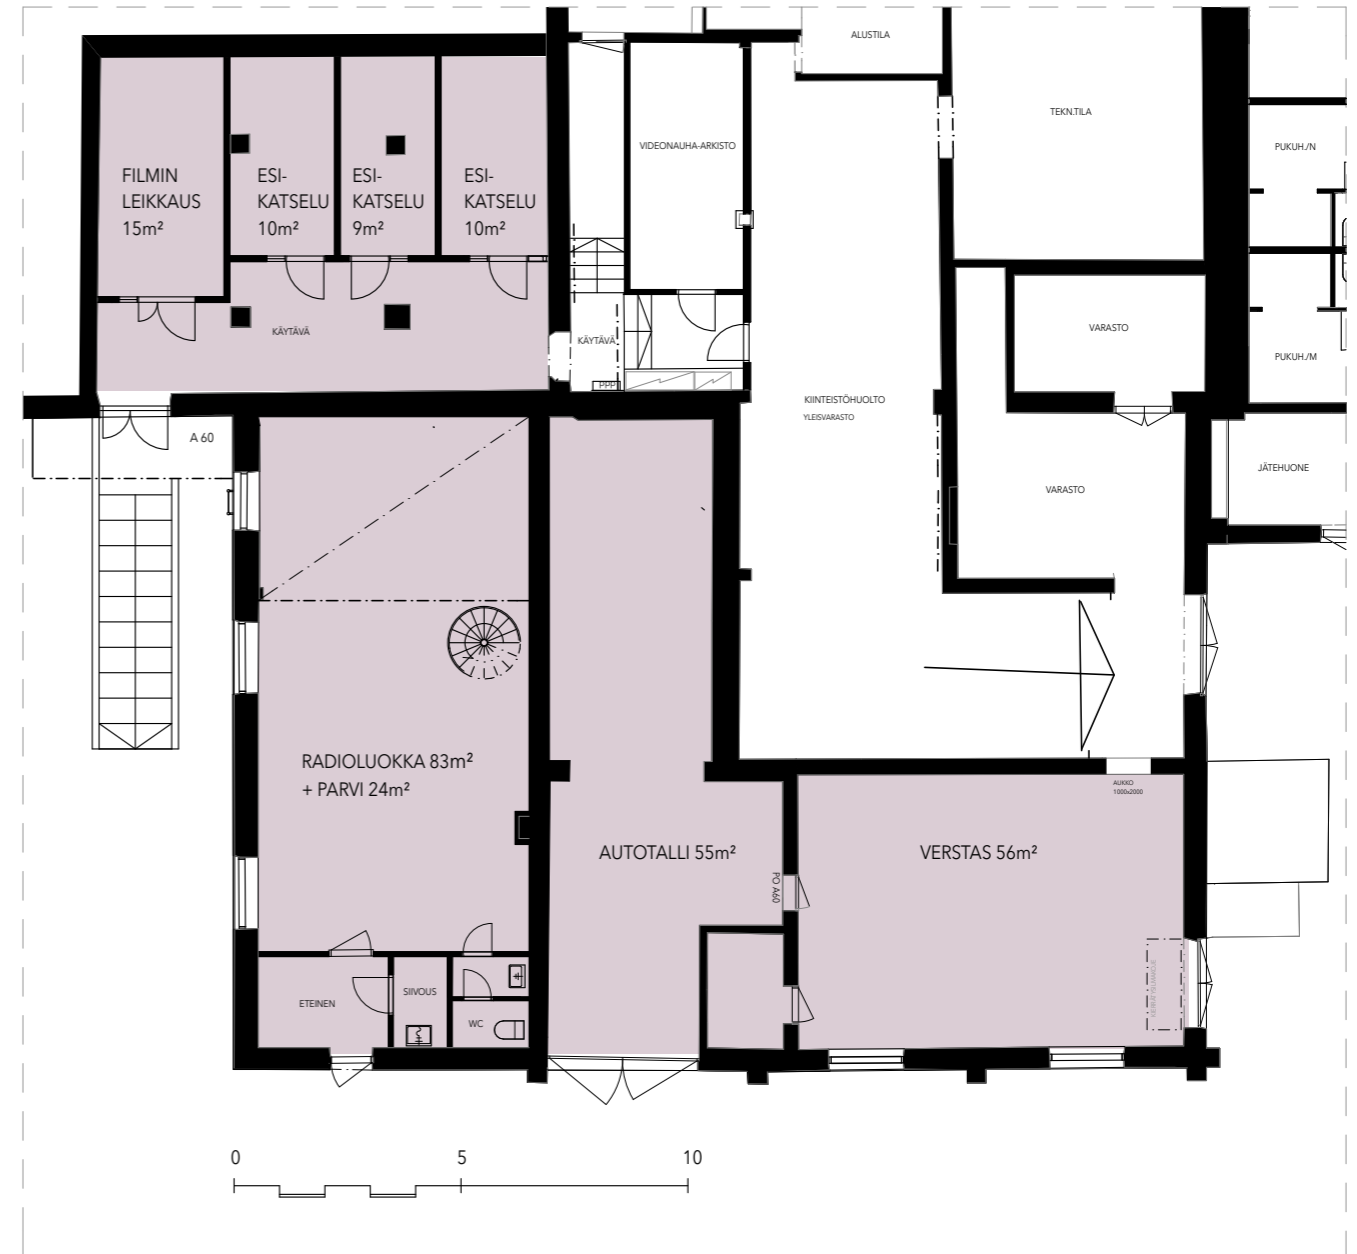 ALUSTILA
TEKN.TILA
VIDEONAUHA-ARKISTO
PUKUH./N
FILMIN
LEIKKAUS
15m²
ESI-
KATSELU
10m²
ESI-
KATSELU
9m²
ESI-
KATSELU
10m²
KÄYTÄVÄ
KÄYTÄVÄ
PPP
VARASTO
PUKUH./M
KIINTEISTÖHUOLTO
YLEISVARASTO
A 60
VARASTO
JÄTEHUONE
RADIOLUOKKA 83m²
+ PARVI 24m²
AUKKO
1000x2000
AUTOTALLI 55m²
VERSTAS 56m²
PO A60
ETEINEN
SIIVOUS
WC
0
5
10